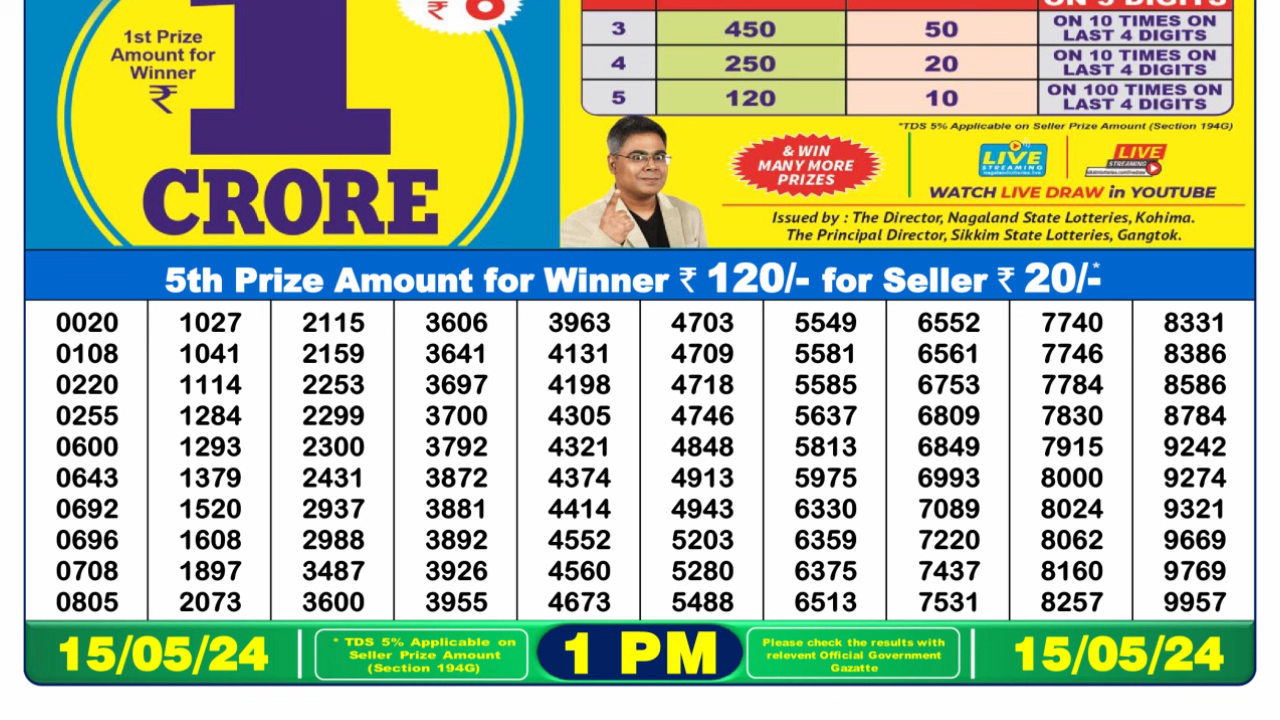 ₹ 6
1st Prize
Amount for
Winner
₹
1
CRORE
ON 5 DIGITS
3 450 50 ON 10 TIMES ON LAST 4 DIGITS
4 250 20 ON 10 TIMES ON LAST 4 DIGITS
5 120 10 ON 100 TIMES ON LAST 4 DIGITS
*TDS 5% Applicable on Seller Prize Amount (Section 194G)
& WIN
MANY MORE
PRIZES
LIVE
STREAMING
LIVE
STREAMING
WATCH LIVE DRAW in YOUTUBE
Issued by : The Director, Nagaland State Lotteries, Kohima.
The Principal Director, Sikkim State Lotteries, Gangtok.
5th Prize Amount for Winner ₹ 120/- for Seller ₹ 20/-*
0020 1027 2115 3606 3963 4703 5549 6552 7740 8331
0108 1041 2159 3641 4131 4709 5581 6561 7746 8386
0220 1114 2253 3697 4198 4718 5585 6753 7784 8586
0255 1284 2299 3700 4305 4746 5637 6809 7830 8784
0600 1293 2300 3792 4321 4848 5813 6849 7915 9242
0643 1379 2431 3872 4374 4913 5975 6993 8000 9274
0692 1520 2937 3881 4414 4943 6330 7089 8024 9321
0696 1608 2988 3892 4552 5203 6359 7220 8062 9669
0708 1897 3487 3926 4560 5280 6375 7437 8160 9769
0805 2073 3600 3955 4673 5488 6513 7531 8257 9957
15/05/24
* TDS 5% Applicable on
Seller Prize Amount
(Section 194G)
1 PM
Please check the results with
relevent Official Government
Gazatte
15/05/24